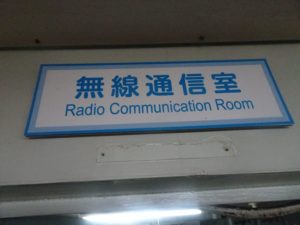 無線通信室
Radio Communication Room